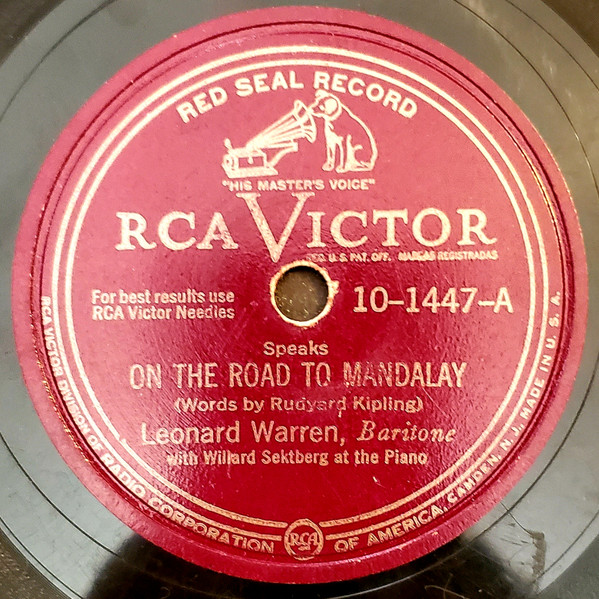 RED SEAL RECORD
"HIS MASTER'S VOICE"
RCA VICTOR
REG. U. S. PAT. OFF. MARCAS REGISTRADAS
For best results use
RCA Victor Needles
10-1447-A
Speaks
ON THE ROAD TO MANDALAY
(Words by Rudyard Kipling)
Leonard Warren, Baritone
with Willard Sektberg at the Piano
RCA VICTOR DIVISION OF RADIO CORPORATION OF AMERICA, CAMDEN, N. J., MADE IN U. S. A.
RCA